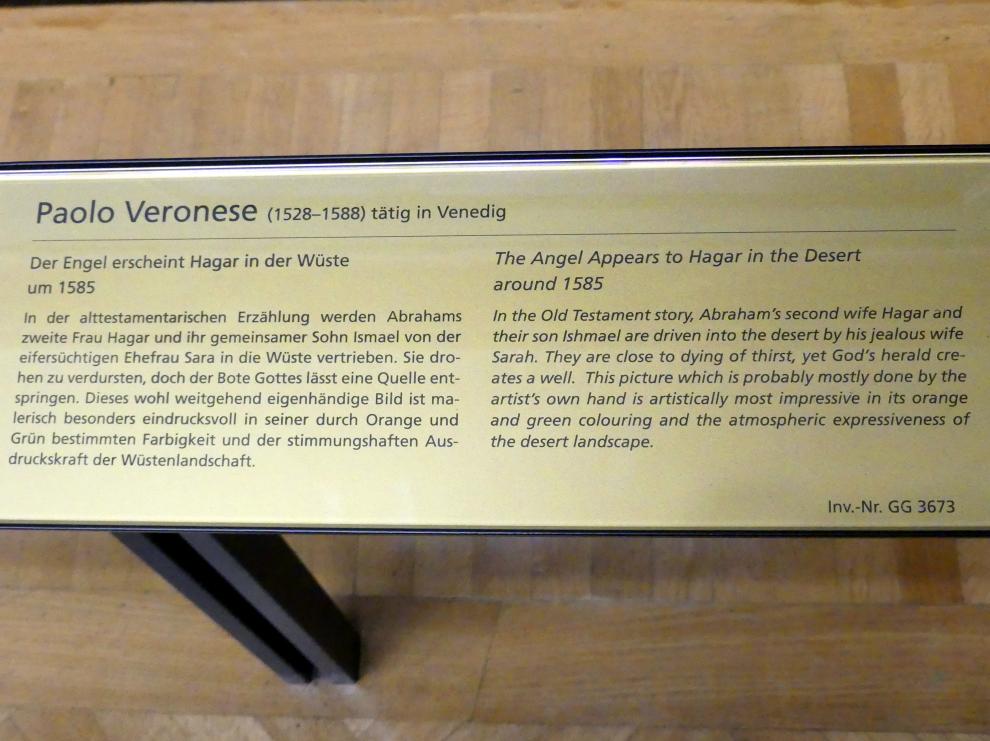 Paolo Veronese (1528–1588) tätig in Venedig
Der Engel erscheint Hagar in der Wüste
um 1585
In der alttestamentarischen Erzählung werden Abrahams
zweite Frau Hagar und ihr gemeinsamer Sohn Ismael von der
eifersüchtigen Ehefrau Sara in die Wüste vertrieben. Sie dro-
hen zu verdursten, doch der Bote Gottes lässt eine Quelle ent-
springen. Dieses wohl weitgehend eigenhändige Bild ist ma-
lerisch besonders eindrucksvoll in seiner durch Orange und
Grün bestimmten Farbigkeit und der stimmungshaften Aus-
druckskraft der Wüstenlandschaft.
The Angel Appears to Hagar in the Desert
around 1585
In the Old Testament story, Abraham's second wife Hagar and
their son Ishmael are driven into the desert by his jealous wife
Sarah. They are close to dying of thirst, yet God's herald cre-
ates a well. This picture which is probably mostly done by the
artist's own hand is artistically most impressive in its orange
and green colouring and the atmospheric expressiveness of
the desert landscape.
Inv.-Nr. GG 3673